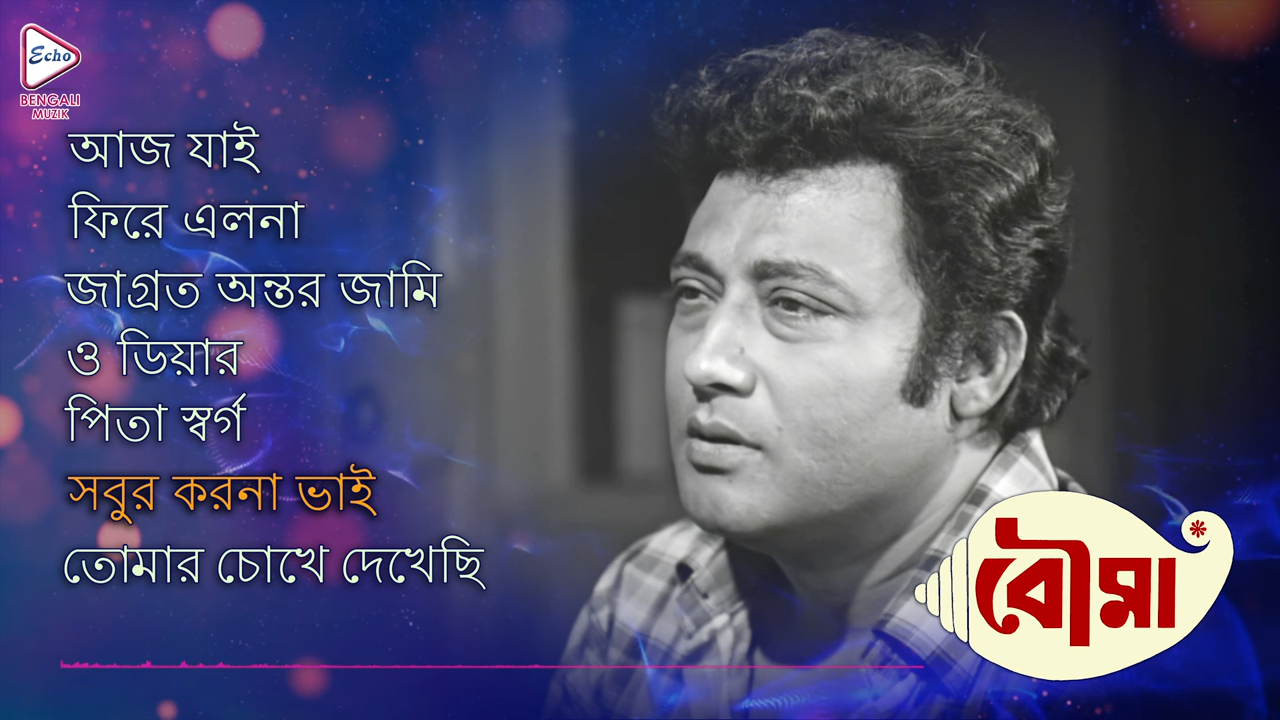 Echo
BENGALI
MUZIK
আজ যাই
ফিরে এলনা
জাগ্রত অন্তর জামি
ও ডিয়ার
পিতা স্বর্গ
সবুর করনা ভাই
তোমার চোখে দেখেছি
বৌমা